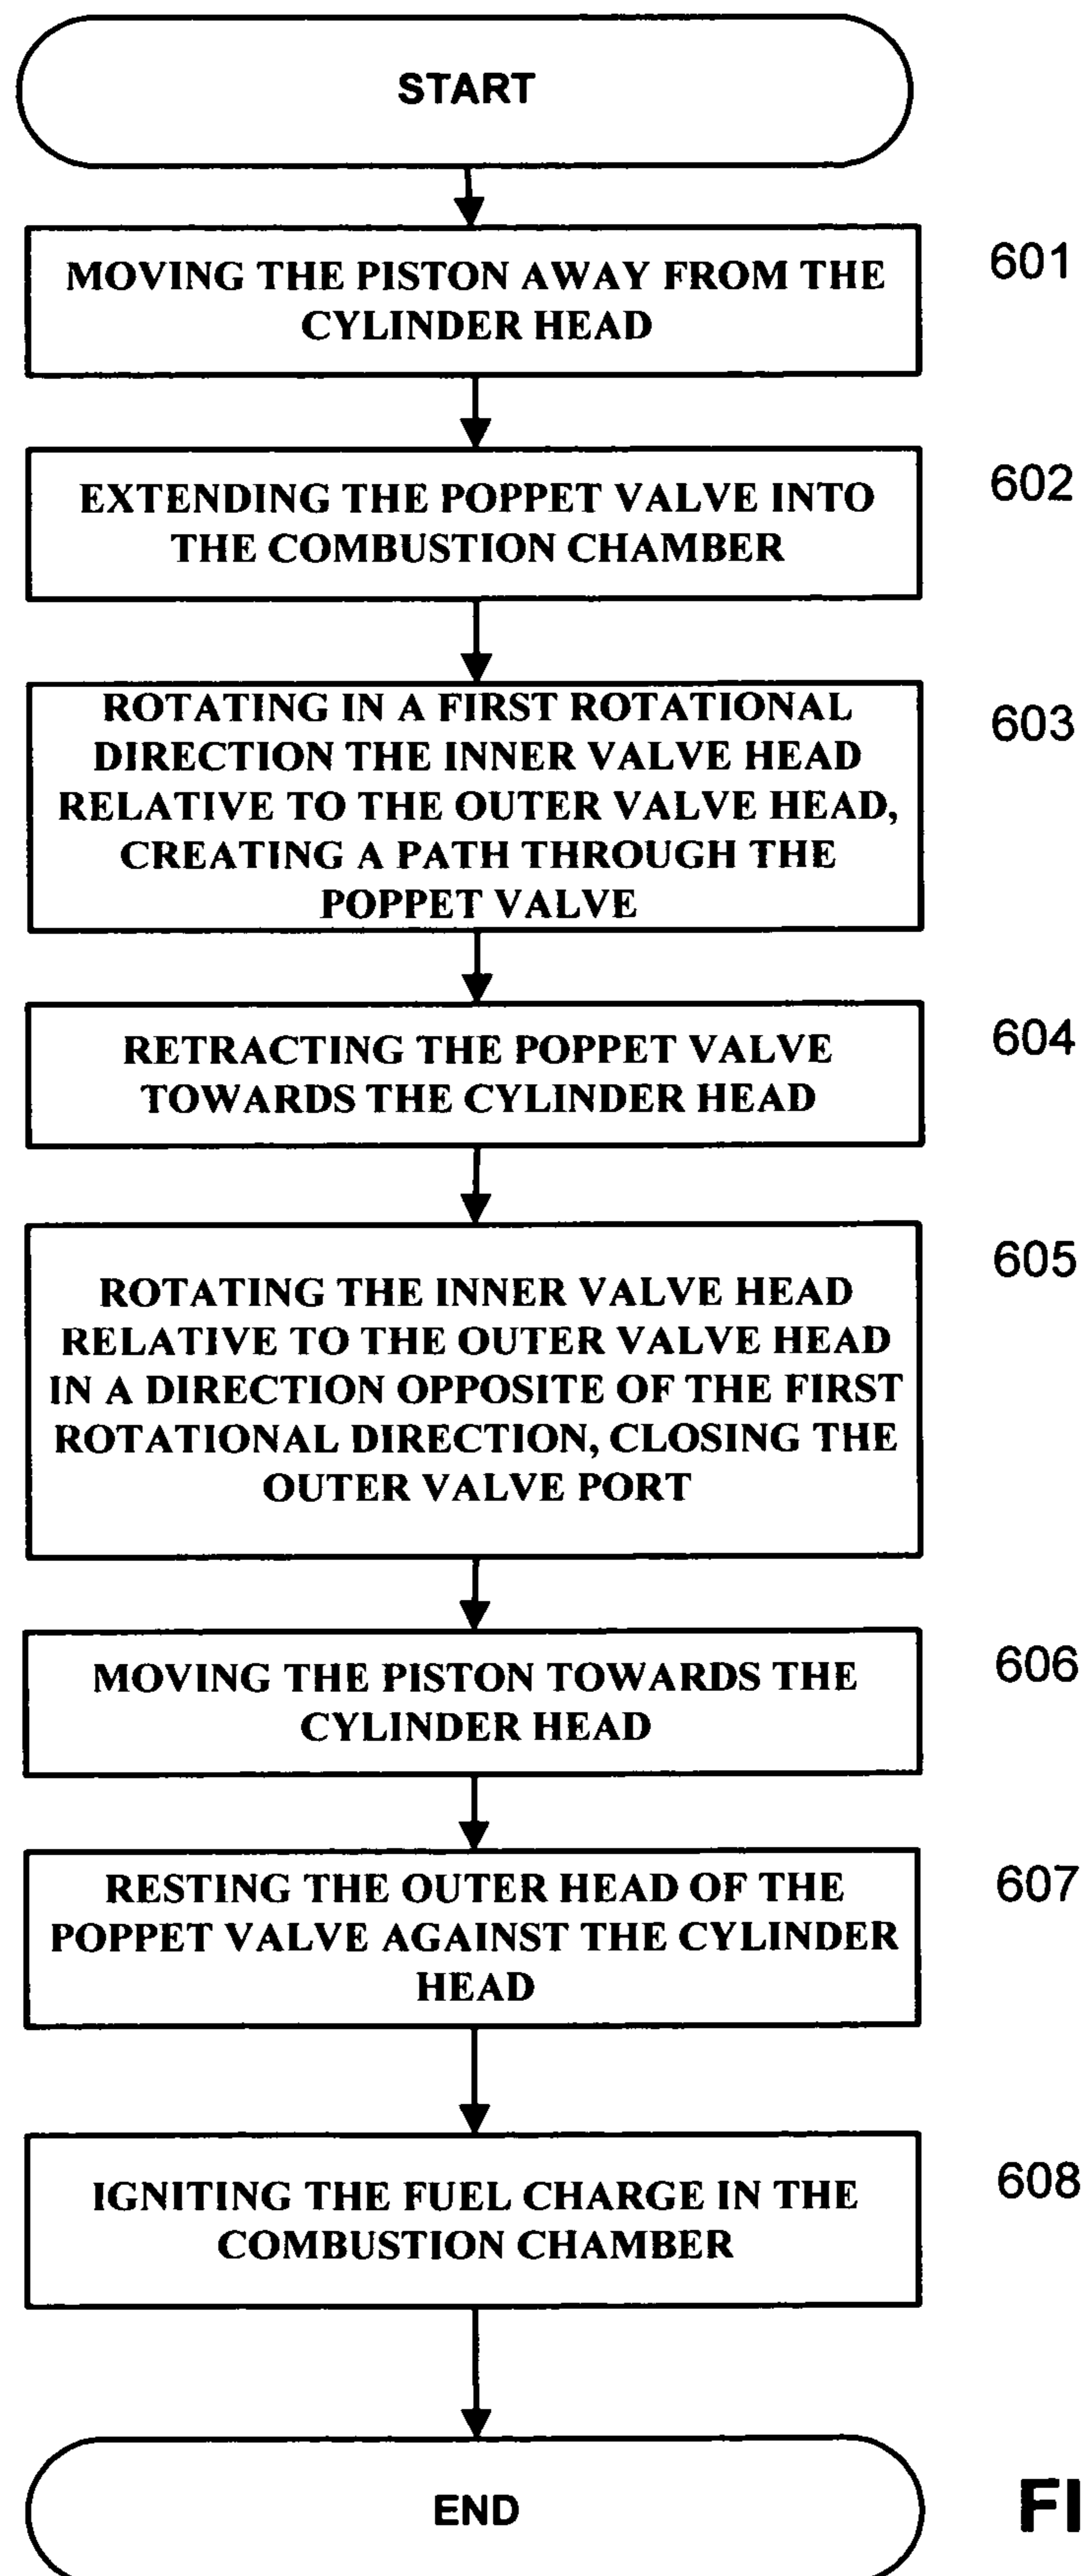 START
MOVING THE PISTON AWAY FROM THE
CYLINDER HEAD
601
EXTENDING THE POPPET VALVE INTO
THE COMBUSTION CHAMBER
602
ROTATING IN A FIRST ROTATIONAL
DIRECTION THE INNER VALVE HEAD
RELATIVE TO THE OUTER VALVE HEAD,
CREATING A PATH THROUGH THE
POPPET VALVE
603
RETRACTING THE POPPET VALVE
TOWARDS THE CYLINDER HEAD
604
ROTATING THE INNER VALVE HEAD
RELATIVE TO THE OUTER VALVE HEAD
IN A DIRECTION OPPOSITE OF THE FIRST
ROTATIONAL DIRECTION, CLOSING THE
OUTER VALVE PORT
605
MOVING THE PISTON TOWARDS THE
CYLINDER HEAD
606
RESTING THE OUTER HEAD OF THE
POPPET VALVE AGAINST THE CYLINDER
HEAD
607
IGNITING THE FUEL CHARGE IN THE
COMBUSTION CHAMBER
608
END
FI